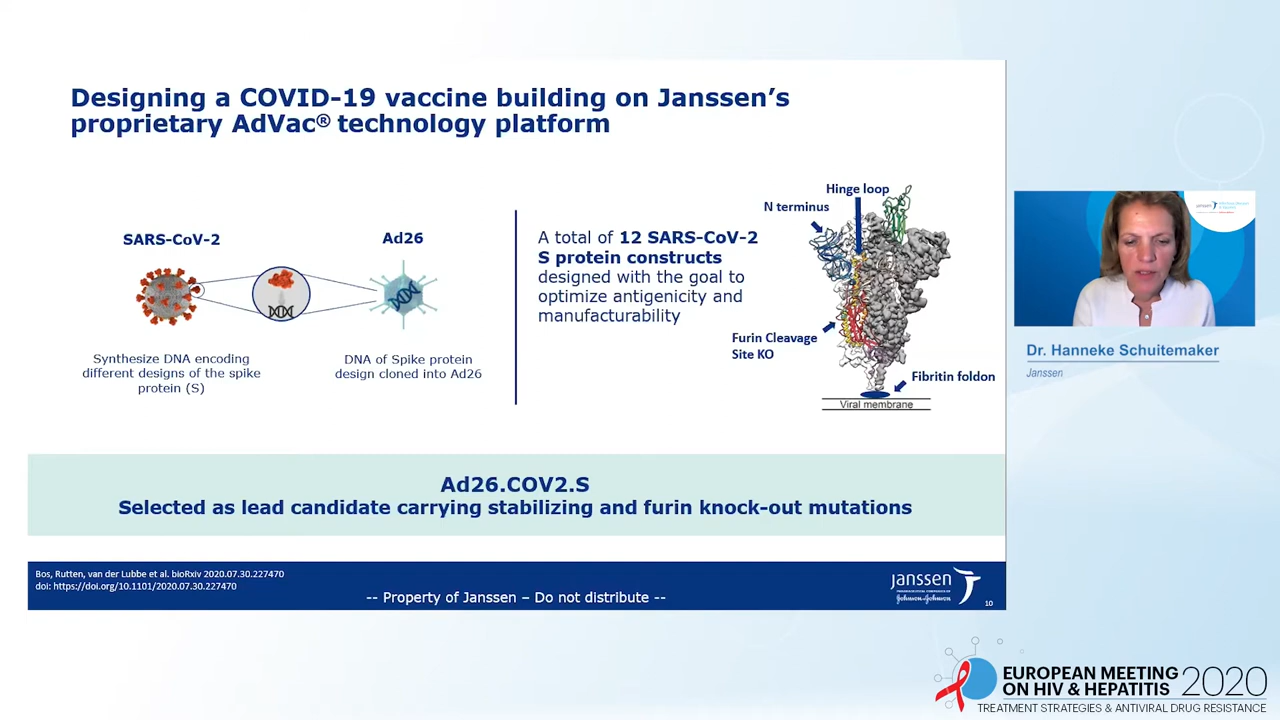 Designing a COVID-19 vaccine building on Janssen's
proprietary AdVac® technology platform
SARS-CoV-2
Ad26
Synthesize DNA encoding
different designs of the spike
protein (S)
DNA of Spike protein
design cloned into Ad26
A total of 12 SARS-CoV-2
S protein constructs
designed with the goal to
optimize antigenicity and
manufacturability
Hinge loop
N terminus
Furin Cleavage
Site KO
Fibritin foldon
Viral membrane
Ad26.COV2.S
Selected as lead candidate carrying stabilizing and furin knock-out mutations
Bos, Rutten, van der Lubbe et al. bioRxiv 2020.07.30.227470
doi: https://doi.org/10.1101/2020.07.30.227470
-- Property of Janssen – Do not distribute --
janssen
PHARMACEUTICAL COMPANIES OF
Johnson & Johnson
10
janssen
Dr. Hanneke Schuitemaker
Janssen
EUROPEAN MEETING
ON HIV & HEPATITIS 2020
TREATMENT STRATEGIES & ANTIVIRAL DRUG RESISTANCE